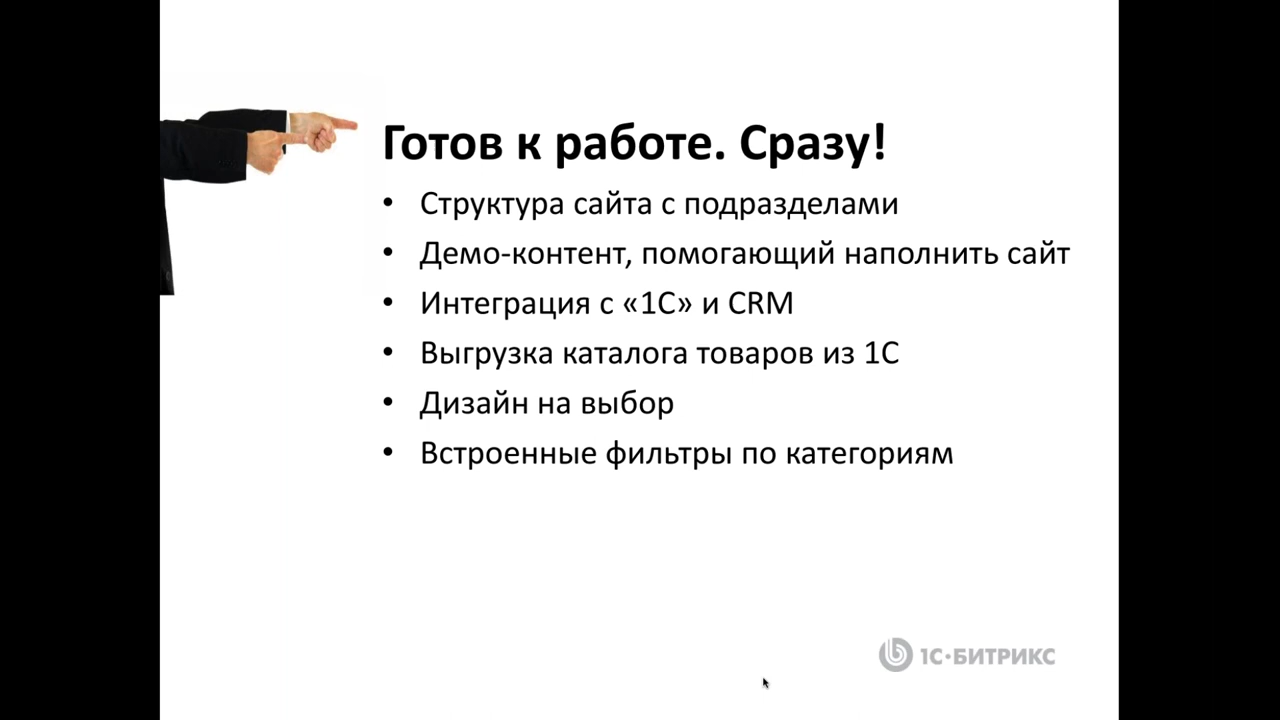 Готов к работе. Сразу!
• Структура сайта с подразделами
• Демо-контент, помогающий наполнить сайт
• Интеграция с «1С» и CRM
• Выгрузка каталога товаров из 1С
• Дизайн на выбор
• Встроенные фильтры по категориям
1С·БИТРИКС